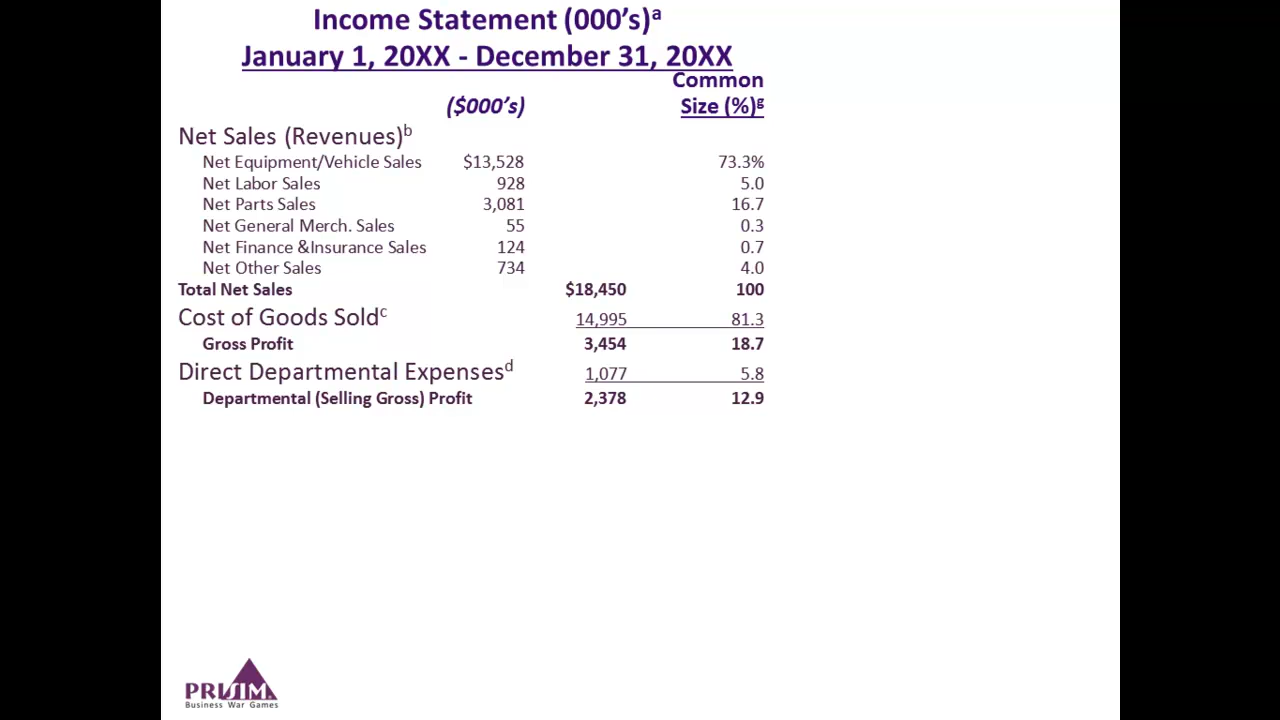 Income Statement (000’s)ᵃ
January 1, 20XX - December 31, 20XX
Common
($000’s) Size (%)ᵍ
Net Sales (Revenues)ᵇ
Net Equipment/Vehicle Sales $13,528 73.3%
Net Labor Sales 928 5.0
Net Parts Sales 3,081 16.7
Net General Merch. Sales 55 0.3
Net Finance &Insurance Sales 124 0.7
Net Other Sales 734 4.0
Total Net Sales $18,450 100
Cost of Goods Soldᶜ 14,995 81.3
Gross Profit 3,454 18.7
Direct Departmental Expensesᵈ 1,077 5.8
Departmental (Selling Gross) Profit 2,378 12.9
PRISIM
Business War Games